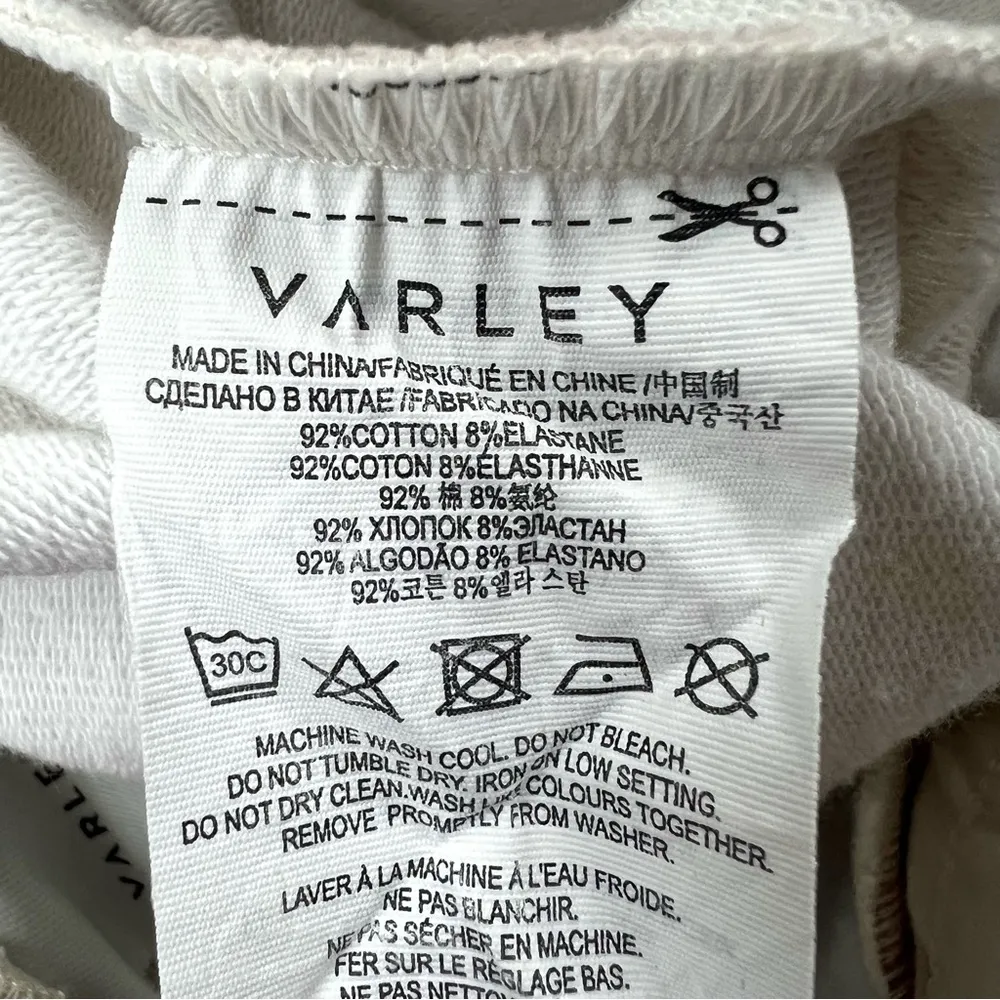 VARLEY
MADE IN CHINA/FABRIQUÉ EN CHINE /中国制
СДЕЛАНО В КИТАЕ /FABRICADO NA CHINA/중국산
92%COTTON 8%ELASTANE
92%COTON 8%ÉLASTHANNE
92% 棉 8%氨纶
92% ХЛОПОК 8%ЭЛАСТАН
92% ALGODÃO 8% ELASTANO
92%코튼 8%엘라스탄
30C
MACHINE WASH COOL. DO NOT BLEACH.
DO NOT TUMBLE DRY. IRON ON LOW SETTING.
DO NOT DRY CLEAN.WASH LIKE COLOURS TOGETHER.
REMOVE PROMPTLY FROM WASHER.
LAVER À LA MACHINE À L'EAU FROIDE.
NE PAS BLANCHIR.
NE PAS SÉCHER EN MACHINE.
FER SUR LE RÉGLAGE BAS.
NE PAS
VARLE